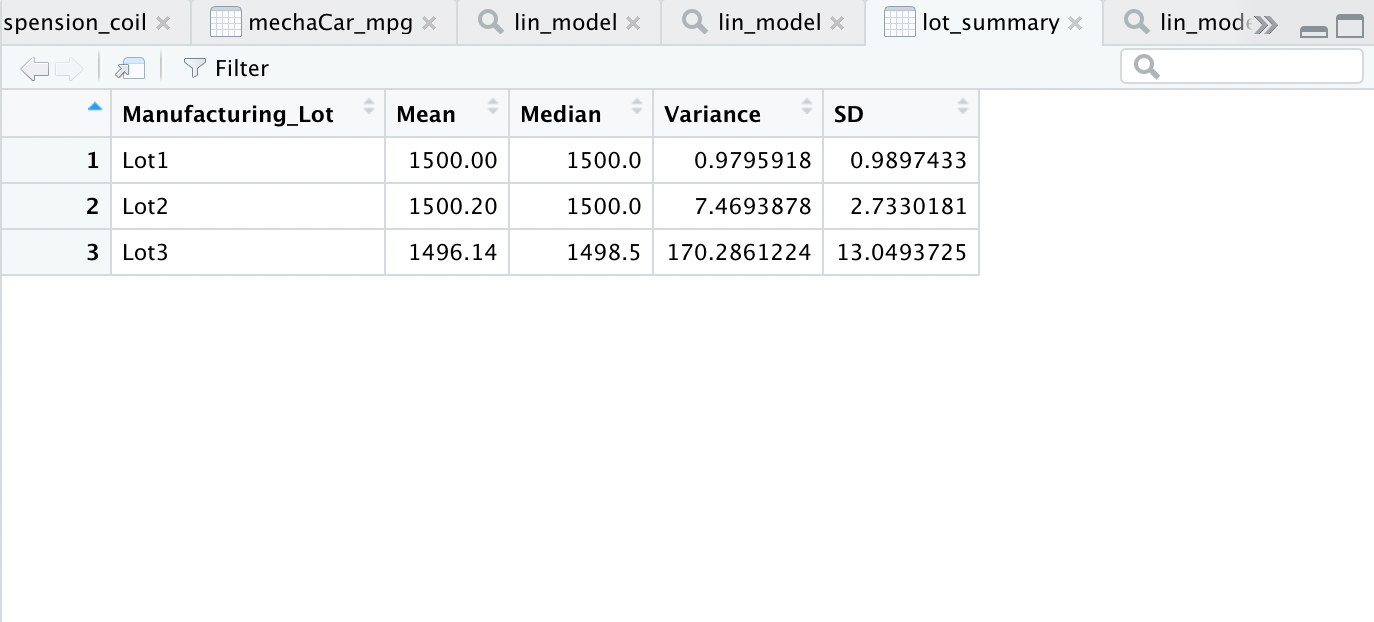 spension_coil mechaCar_mpg lin_model lin_model lot_summary lin_mod
Filter
Manufacturing_Lot Mean Median Variance SD
1 Lot1 1500.00 1500.0 0.9795918 0.9897433
2 Lot2 1500.20 1500.0 7.4693878 2.7330181
3 Lot3 1496.14 1498.5 170.2861224 13.0493725